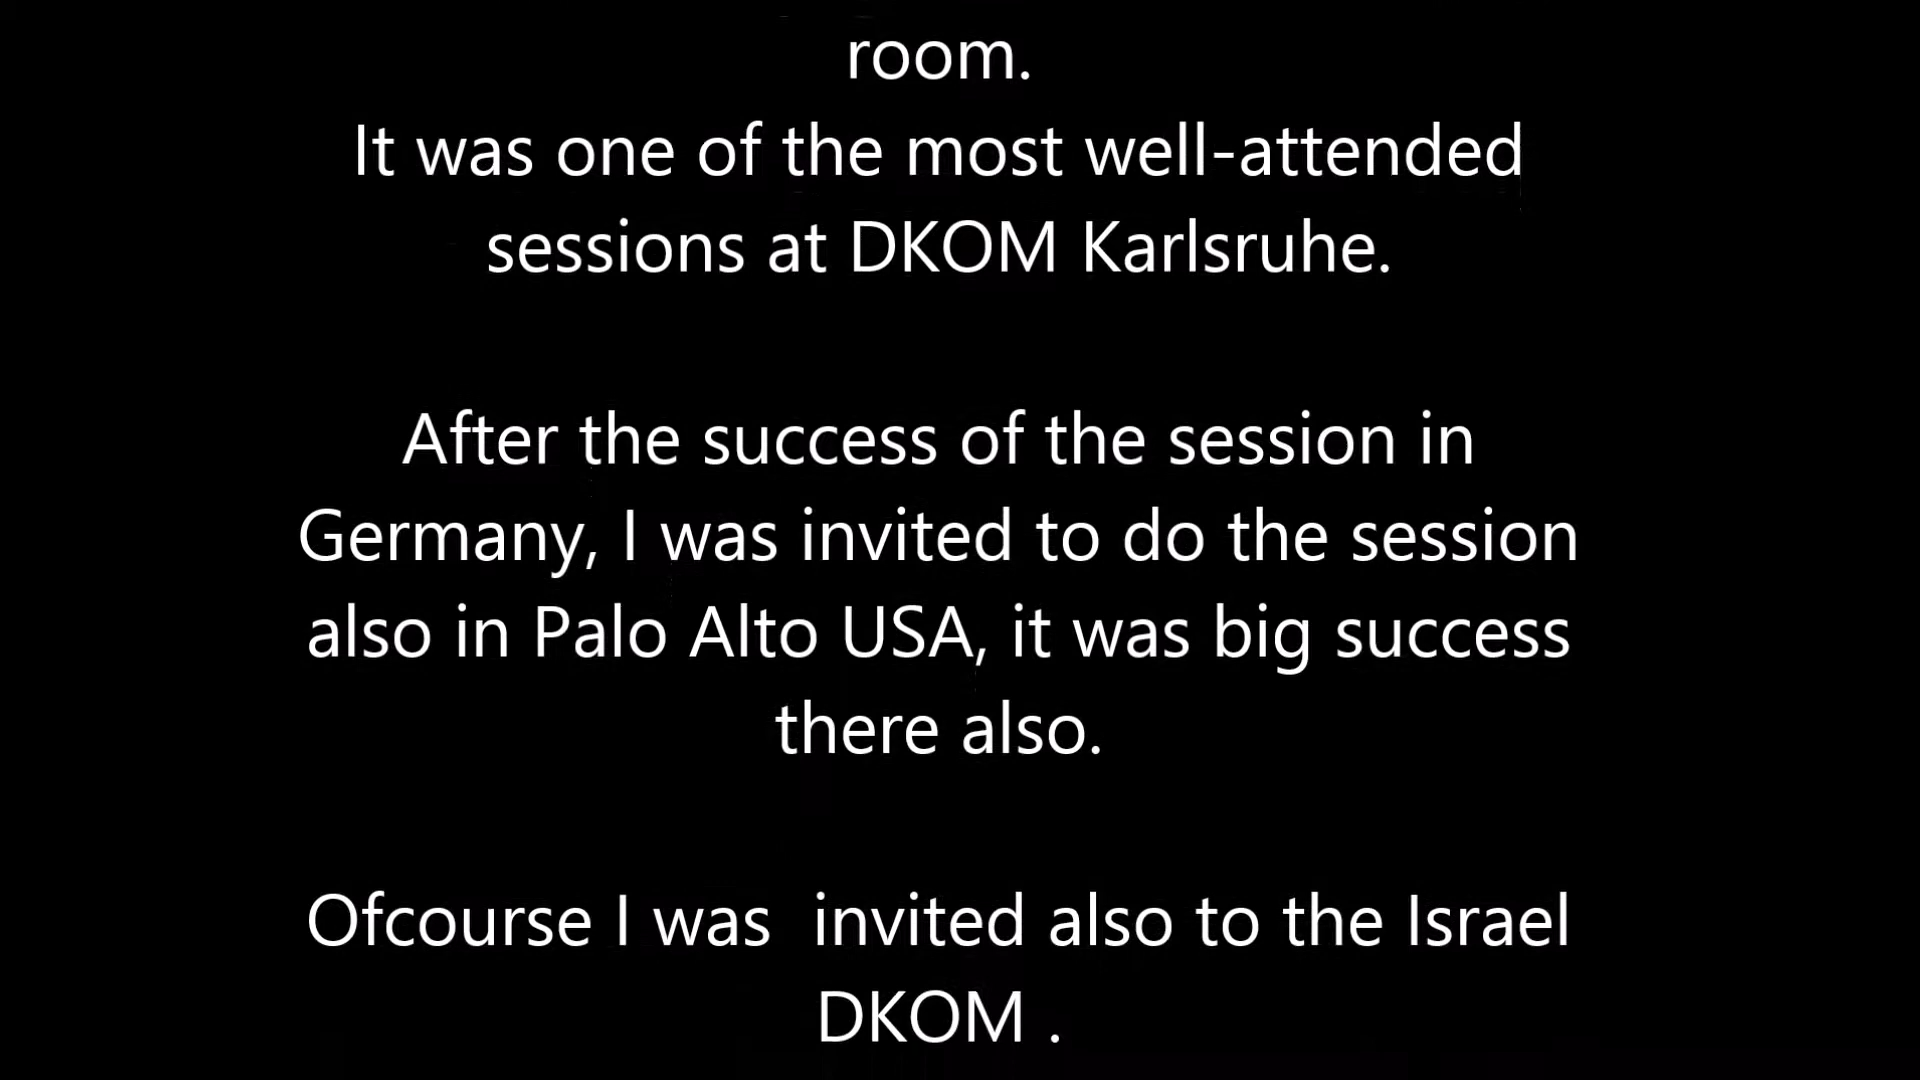 room.
It was one of the most well-attended
sessions at DKOM Karlsruhe.
After the success of the session in
Germany, I was invited to do the session
also in Palo Alto USA, it was big success
there also.
Ofcourse I was  invited also to the Israel
DKOM .